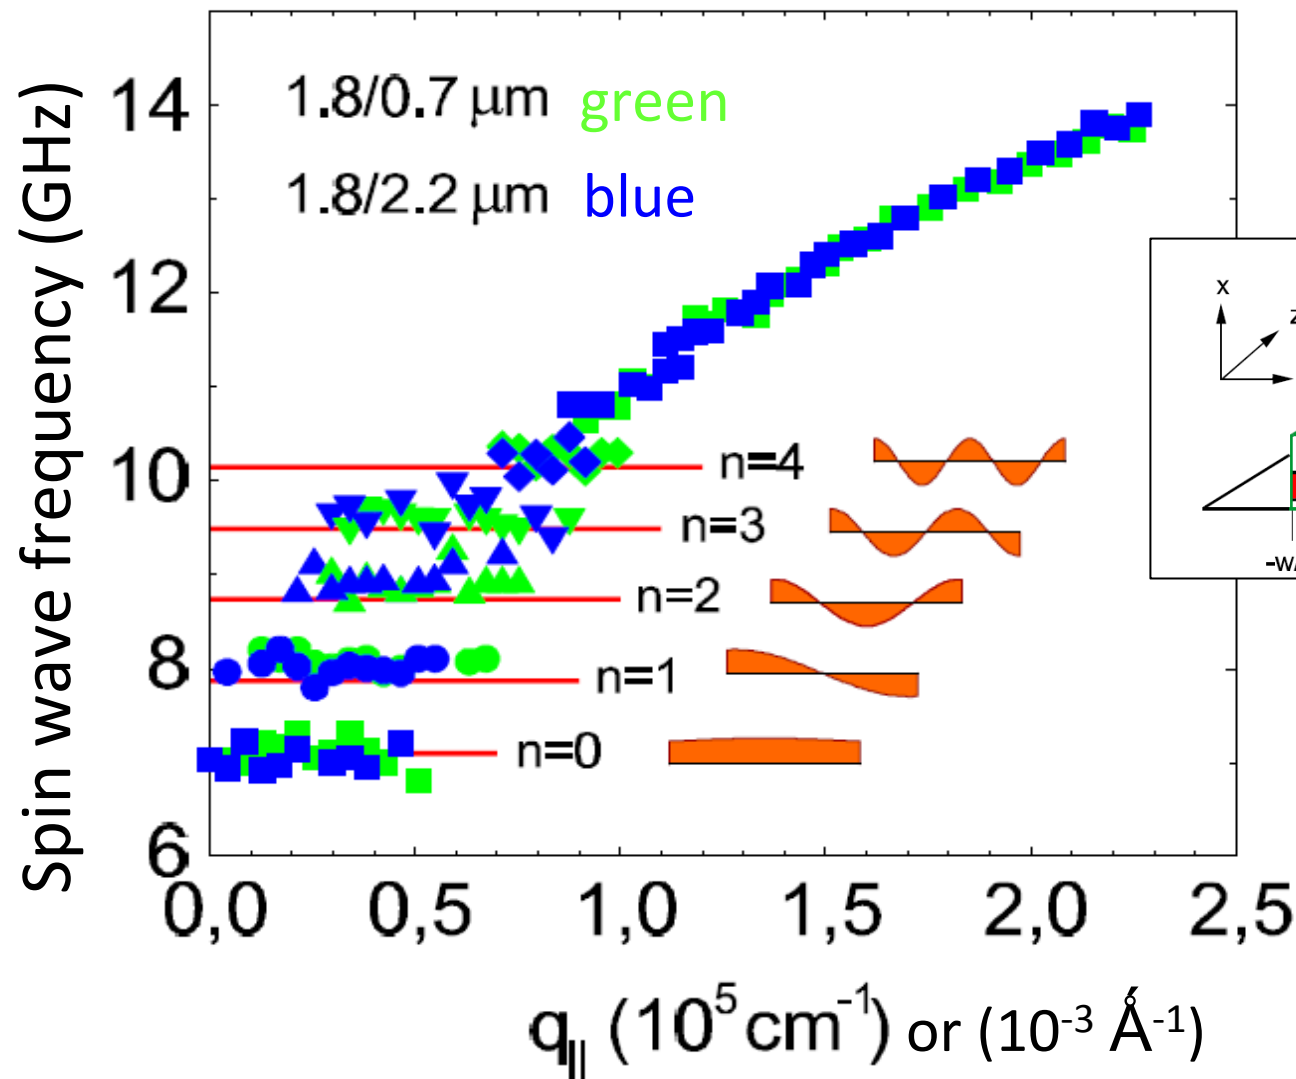 Spin wave frequency (GHz)
14
12
10
8
6
1.8/0.7 μm green
1.8/2.2 μm blue
n=4
n=3
n=2
n=1
n=0
x
z
-w/
0,0 0,5 1,0 1,5 2,0 2,5
q|| (10⁵cm⁻¹) or (10⁻³ Å⁻¹)